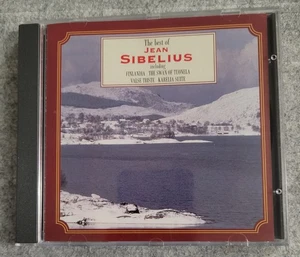 The best of
JEAN
SIBELIUS
including
FINLANDIA THE SWAN OF TUONELA
VALSE TRISTE KARELIA SUITE